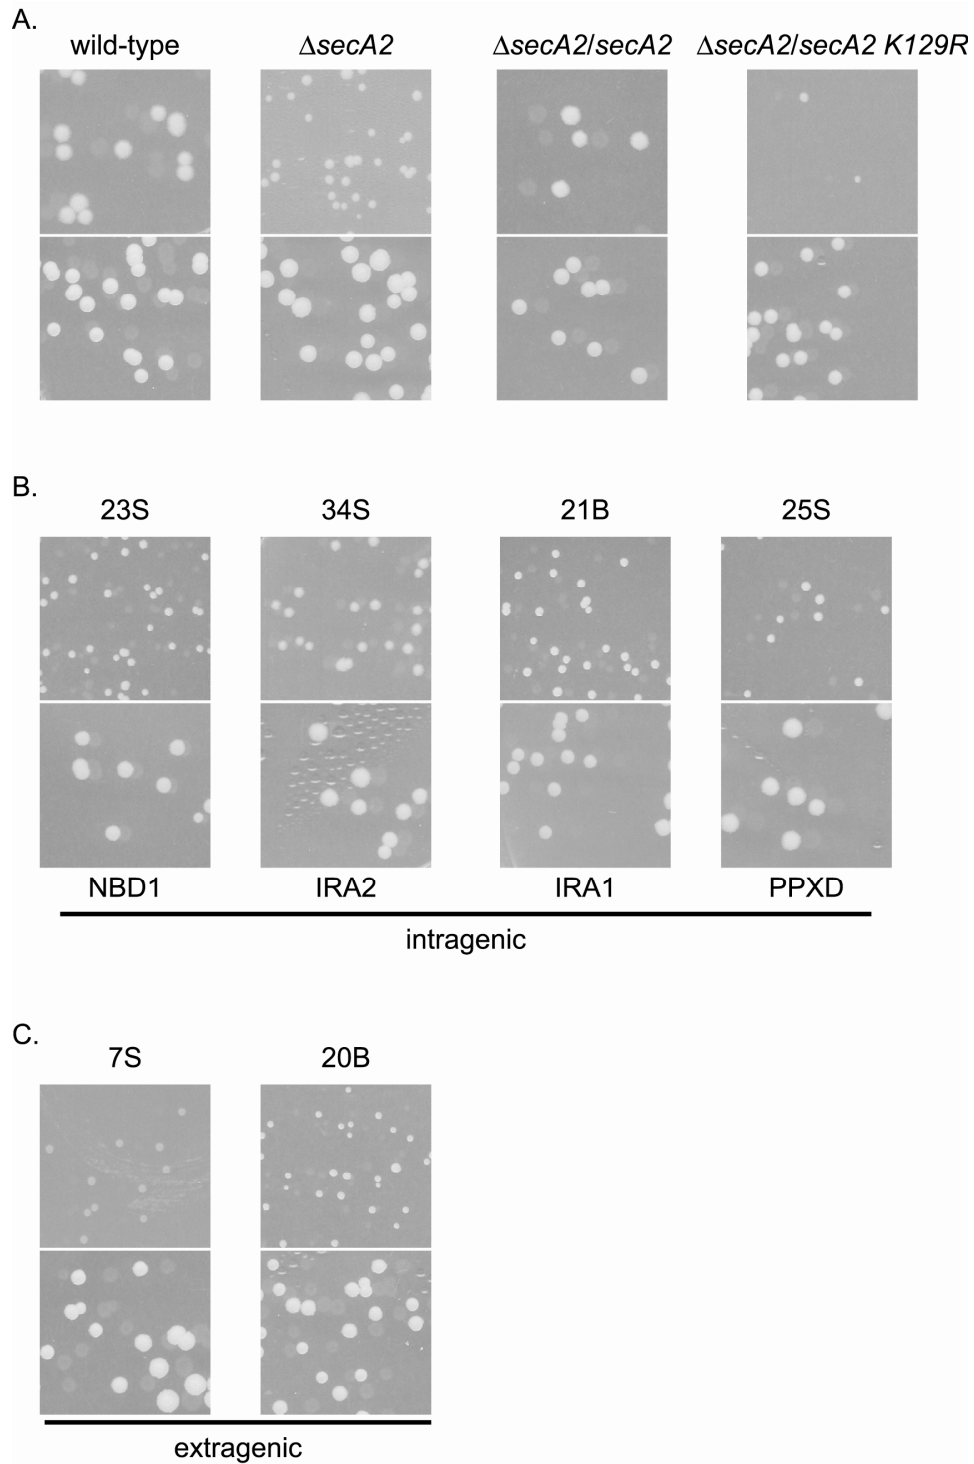 A.
wild-type ΔsecA2 ΔsecA2/secA2 ΔsecA2/secA2 K129R
B.
23S 34S 21B 25S
NBD1 IRA2 IRA1 PPXD
intragenic
C.
7S 20B
extragenic